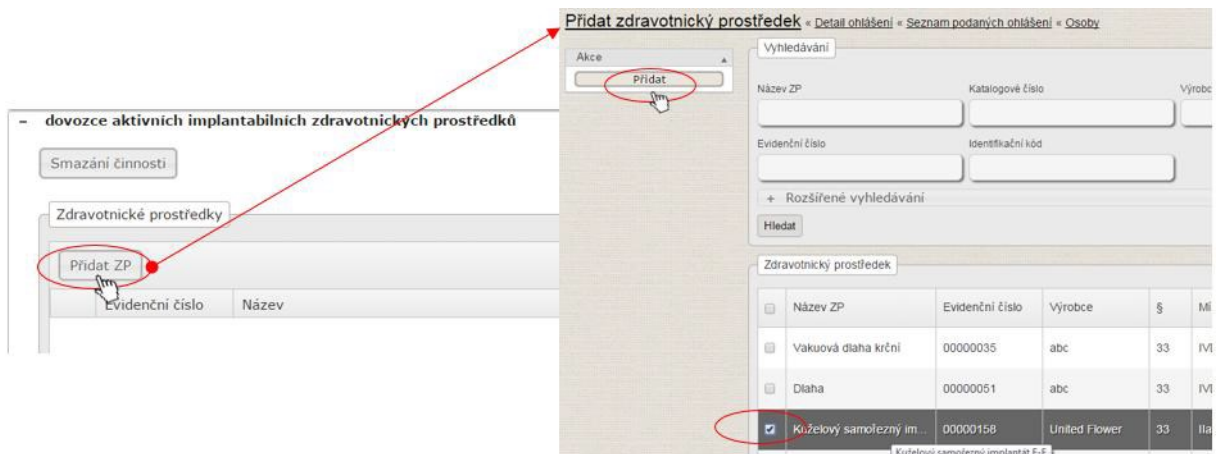 Přidat zdravotnický prostředek « Detail ohlášení « Seznam podaných ohlášení « Osoby
Akce
Přidat
Vyhledávání
Název ZP
Katalogové číslo
Evidenční číslo
Identifikační kód
+ Rozšířené vyhledávání
Hledat
Zdravotnický prostředek
Název ZP Evidenční číslo Výrobce §
Vakuová dlaha krční 00000035 abc 33
Dlaha 00000051 abc 33
Kuželový samořezný im... 00000158 United Flower 33
Kuželový samořezný implantát F-F
– dovozce aktivních implantabilních zdravotnických prostředků
Smazání činnosti
Zdravotnické prostředky
Přidat ZP
Evidenční číslo Název